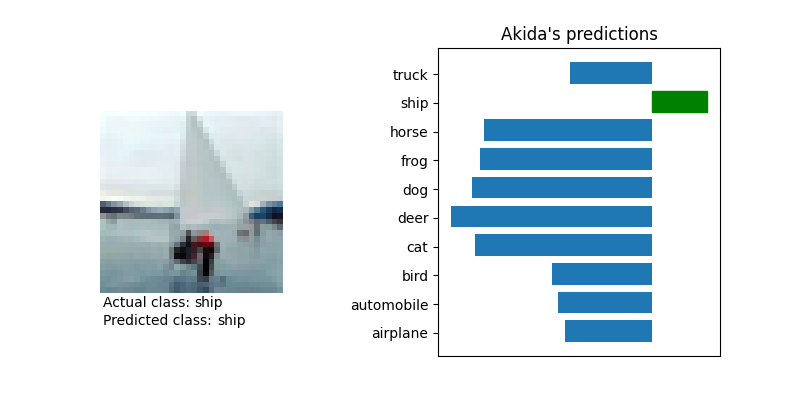 Akida's predictions
truck
ship
horse
frog
dog
deer
cat
bird
automobile
airplane
Actual class: ship
Predicted class: ship